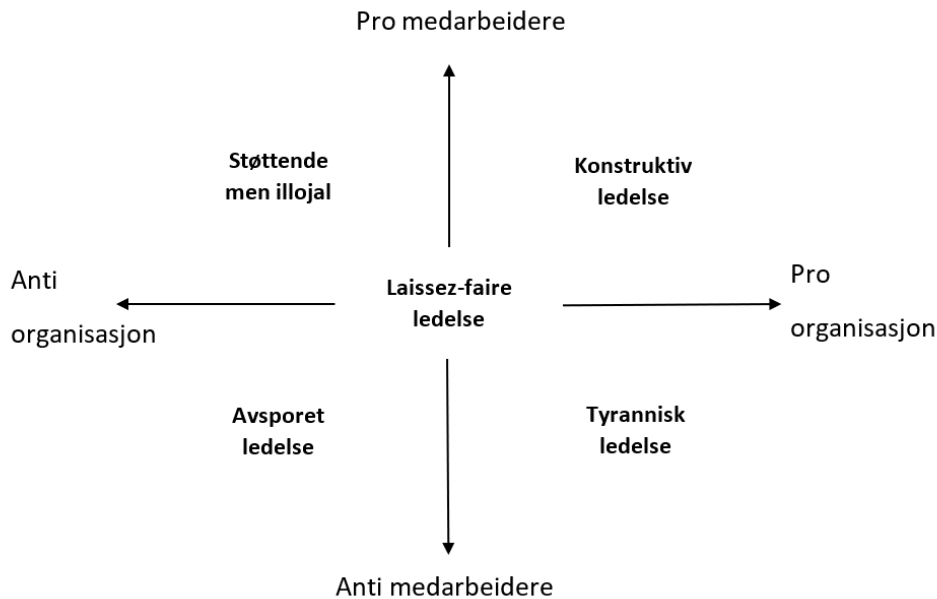 Pro medarbeidere
Støttende
men illojal
Konstruktiv
ledelse
Anti
organisasjon
Laissez-faire
ledelse
Pro
organisasjon
Avsporet
ledelse
Tyrannisk
ledelse
Anti medarbeidere